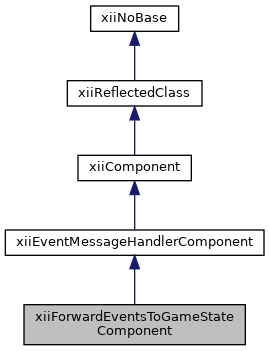 xiiNoBase
xiiReflectedClass
xiiComponent
xiiEventMessageHandlerComponent
xiiForwardEventsToGameState
Component